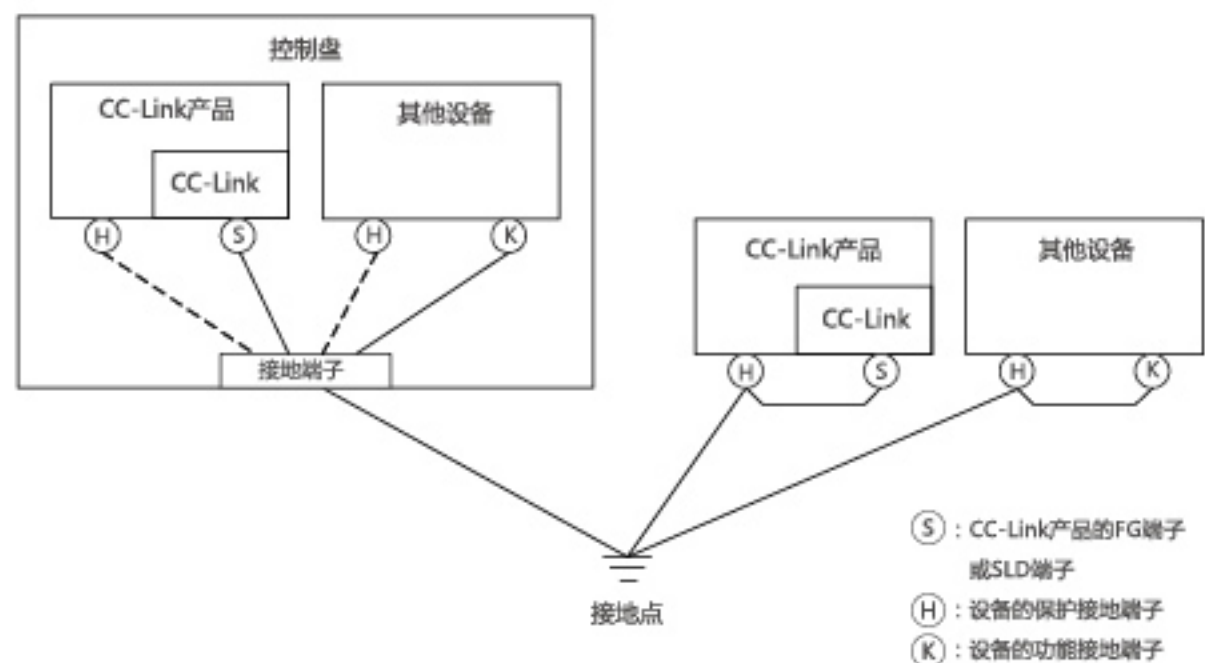 控制盘
CC-Link产品
其他设备
CC-Link
H
S
H
K
接地端子
CC-Link产品
其他设备
CC-Link
H
S
H
K
接地点
S：CC-Link产品的FG端子
或SLD端子
H：设备的保护接地端子
K：设备的功能接地端子